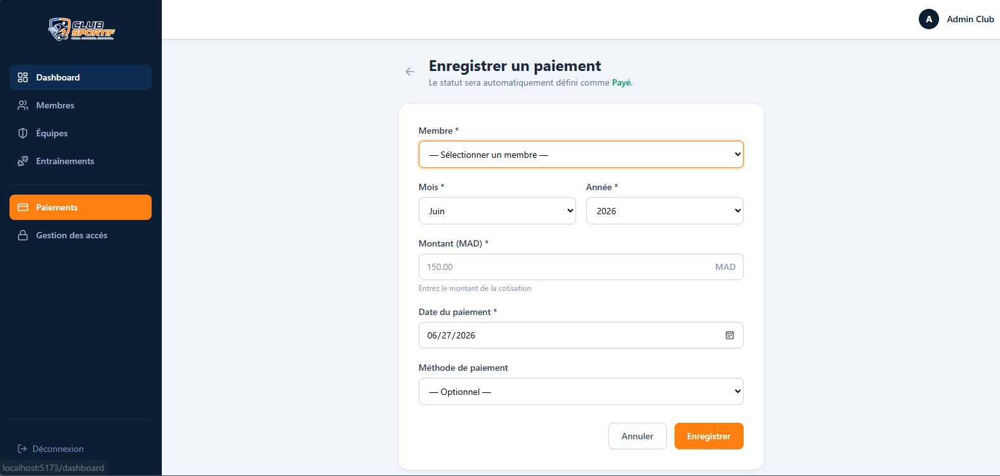 CLUB
SPORTIF
A Admin Club
Dashboard
Membres
Équipes
Entraînements
Paiements
Gestion des accès
Déconnexion
localhost:5173/dashboard
Enregistrer un paiement
Le statut sera automatiquement défini comme Payé.
Membre *
— Sélectionner un membre —
Mois * Année *
Juin 2026
Montant (MAD) *
150.00 MAD
Entrez le montant de la cotisation
Date du paiement *
06/27/2026
Méthode de paiement
— Optionnel —
Annuler Enregistrer